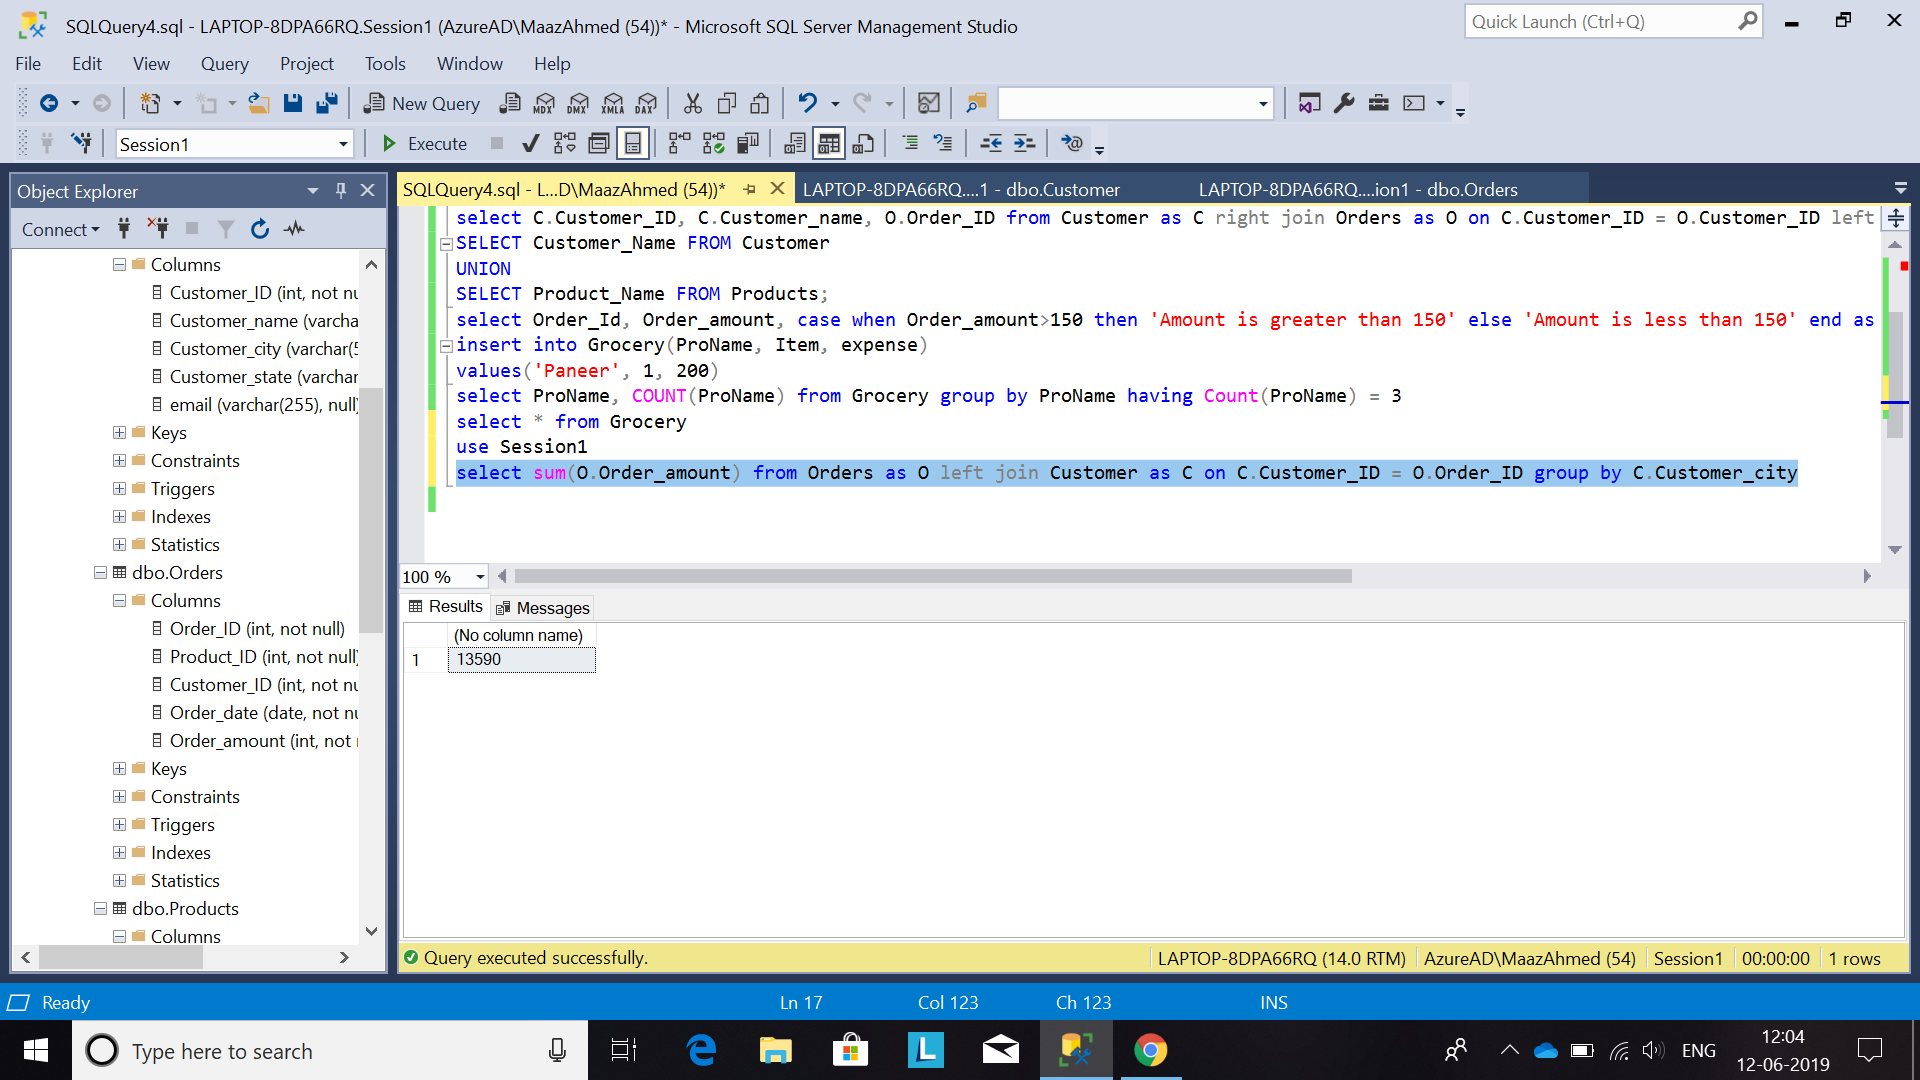 SQLQuery4.sql - LAPTOP-8DPA66RQ.Session1 (AzureAD\MaazAhmed (54))* - Microsoft SQL Server Management Studio
Quick Launch (Ctrl+Q)
File Edit View Query Project Tools Window Help
New Query MDX DMX XMLA DAX
Session1 Execute
Object Explorer
Connect
Columns
Customer_ID (int, not nu
Customer_name (varcha
Customer_city (varchar(5
Customer_state (varchar
email (varchar(255), null)
Keys
Constraints
Triggers
Indexes
Statistics
dbo.Orders
Columns
Order_ID (int, not null)
Product_ID (int, not null)
Customer_ID (int, not nu
Order_date (date, not nu
Order_amount (int, not
Keys
Constraints
Triggers
Indexes
Statistics
dbo.Products
Columns
SQLQuery4.sql - L...D\MaazAhmed (54))* LAPTOP-8DPA66RQ....1 - dbo.Customer LAPTOP-8DPA66RQ....ion1 - dbo.Orders
select C.Customer_ID, C.Customer_name, O.Order_ID from Customer as C right join Orders as O on C.Customer_ID = O.Customer_ID left
SELECT Customer_Name FROM Customer
UNION
SELECT Product_Name FROM Products;
select Order_Id, Order_amount, case when Order_amount>150 then 'Amount is greater than 150' else 'Amount is less than 150' end as
insert into Grocery(ProName, Item, expense)
values('Paneer', 1, 200)
select ProName, COUNT(ProName) from Grocery group by ProName having Count(ProName) = 3
select * from Grocery
use Session1
select sum(O.Order_amount) from Orders as O left join Customer as C on C.Customer_ID = O.Order_ID group by C.Customer_city
100 %
Results Messages
(No column name)
1 13590
Query executed successfully. LAPTOP-8DPA66RQ (14.0 RTM) AzureAD\MaazAhmed (54) Session1 00:00:00 1 rows
Ready Ln 17 Col 123 Ch 123 INS
Type here to search
L
ENG
12:04
12-06-2019